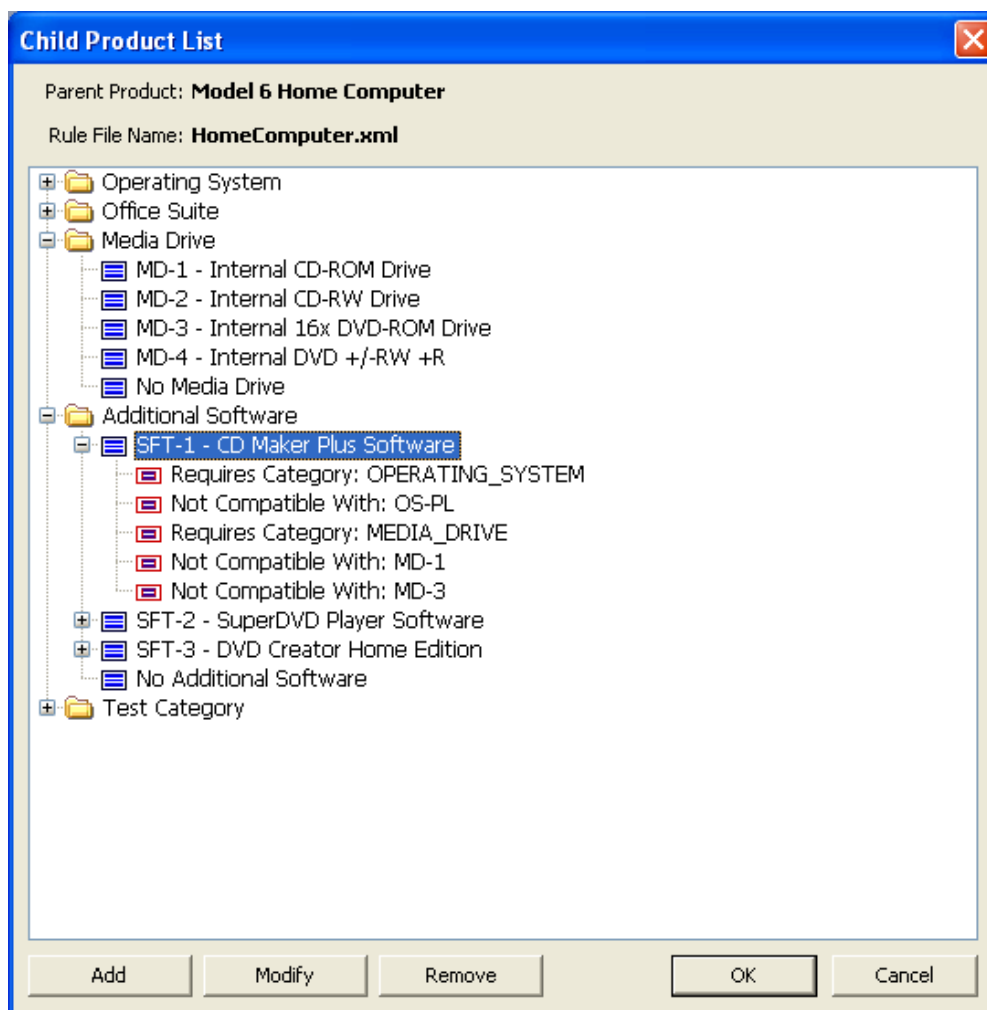 Child Product List
Parent Product: Model 6 Home Computer
Rule File Name: HomeComputer.xml
Operating System
Office Suite
Media Drive
MD-1 - Internal CD-ROM Drive
MD-2 - Internal CD-RW Drive
MD-3 - Internal 16x DVD-ROM Drive
MD-4 - Internal DVD +/-RW +R
No Media Drive
Additional Software
SFT-1 - CD Maker Plus Software
Requires Category: OPERATING_SYSTEM
Not Compatible With: OS-PL
Requires Category: MEDIA_DRIVE
Not Compatible With: MD-1
Not Compatible With: MD-3
SFT-2 - SuperDVD Player Software
SFT-3 - DVD Creator Home Edition
No Additional Software
Test Category
Add Modify Remove OK Cancel